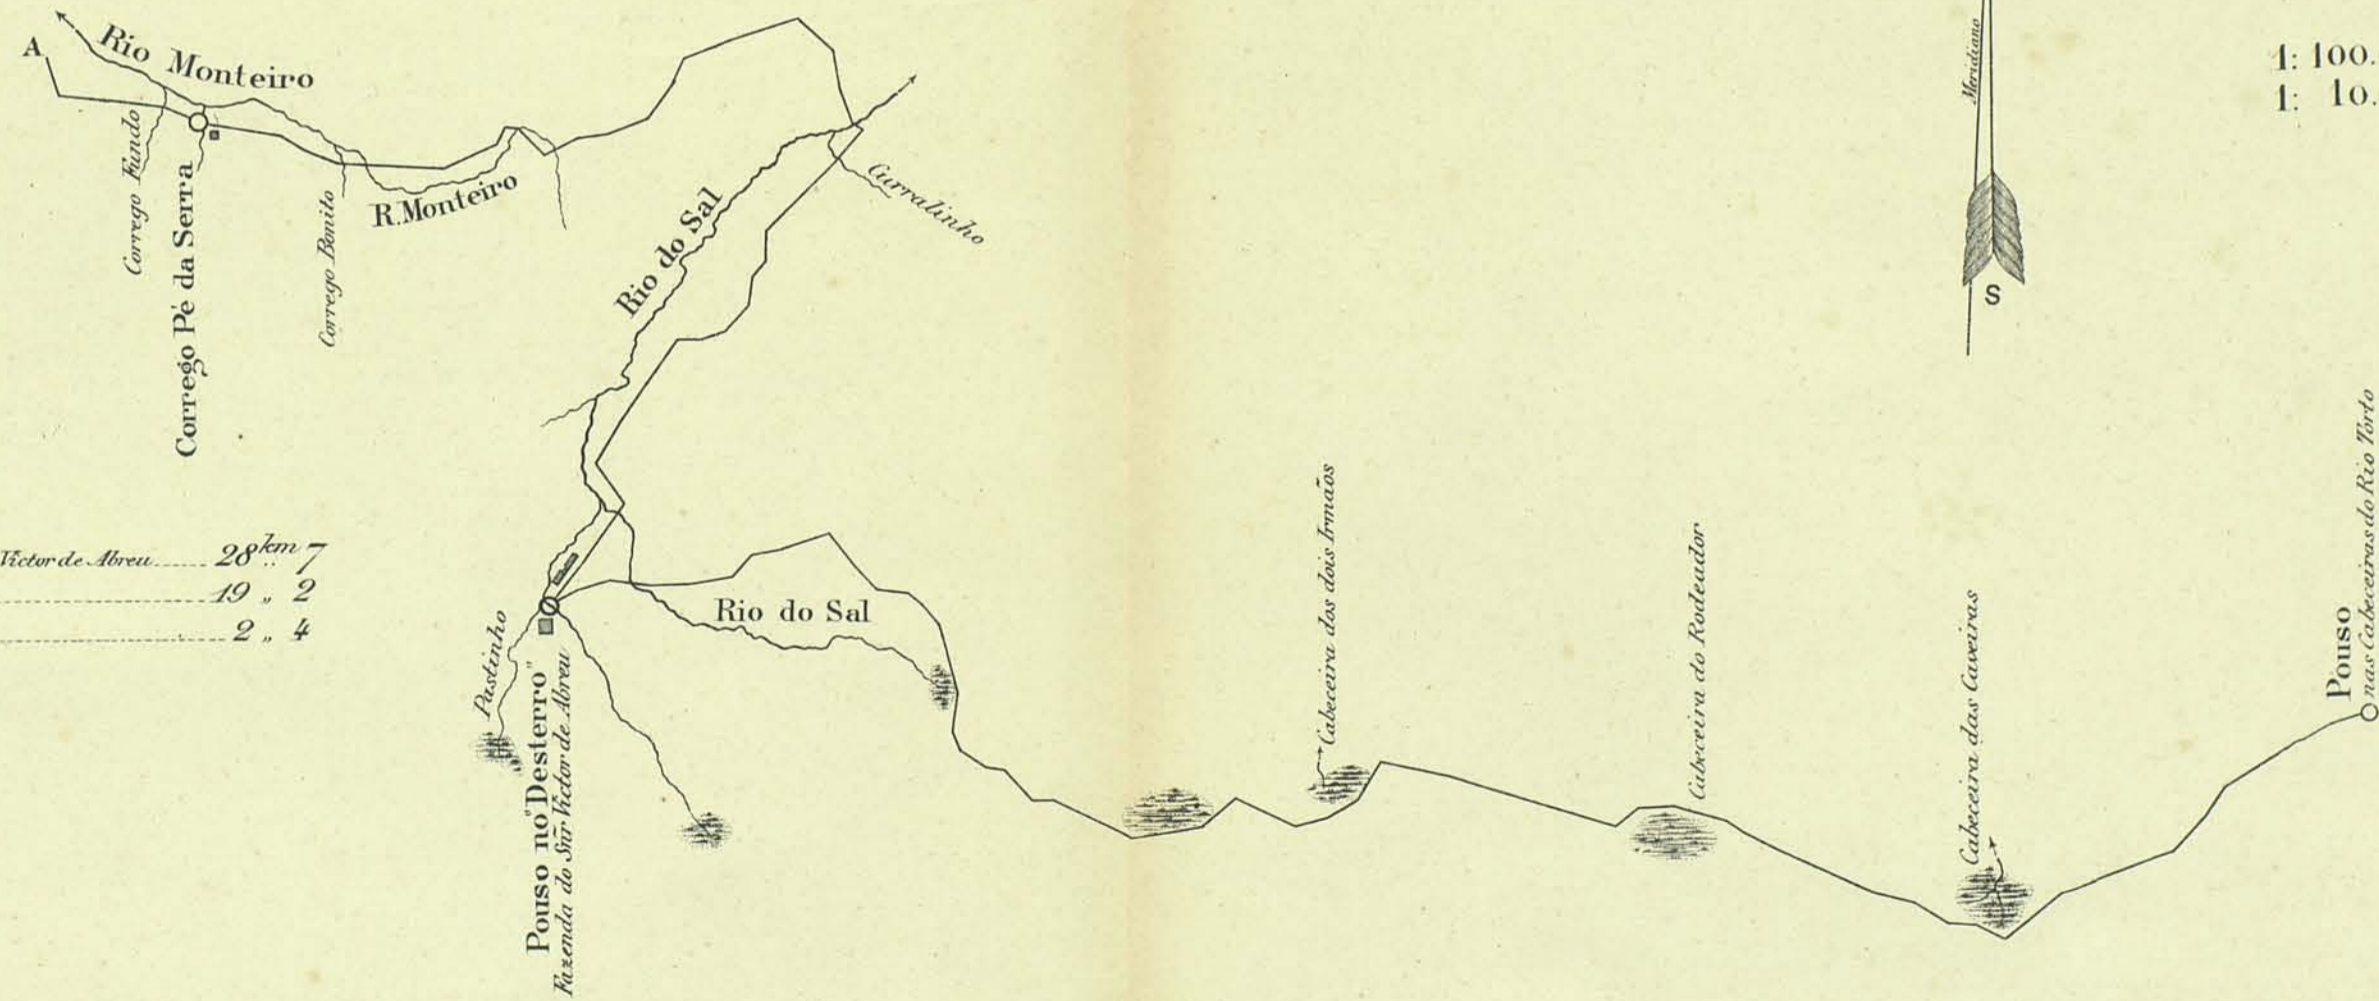 A
Rio Monteiro
Corrego Fundo
Corrego Pé da Serra
Corrego Bonito
R. Monteiro
Rio do Sal
Curralinho
Meridiano
S
1: 100.
1: 10.
Victor de Abreu 28 km 7
19 „ 2
2 „ 4
Pastinho
Pouso no "Desterro"
Fazenda do Sñr Victor de Abreu
Rio do Sal
Cabeceira dos dois Irmãos
Cabeceira do Rodeador
Cabeceira das Caveiras
Pouso
nas Cabeceiras do Rio Torto